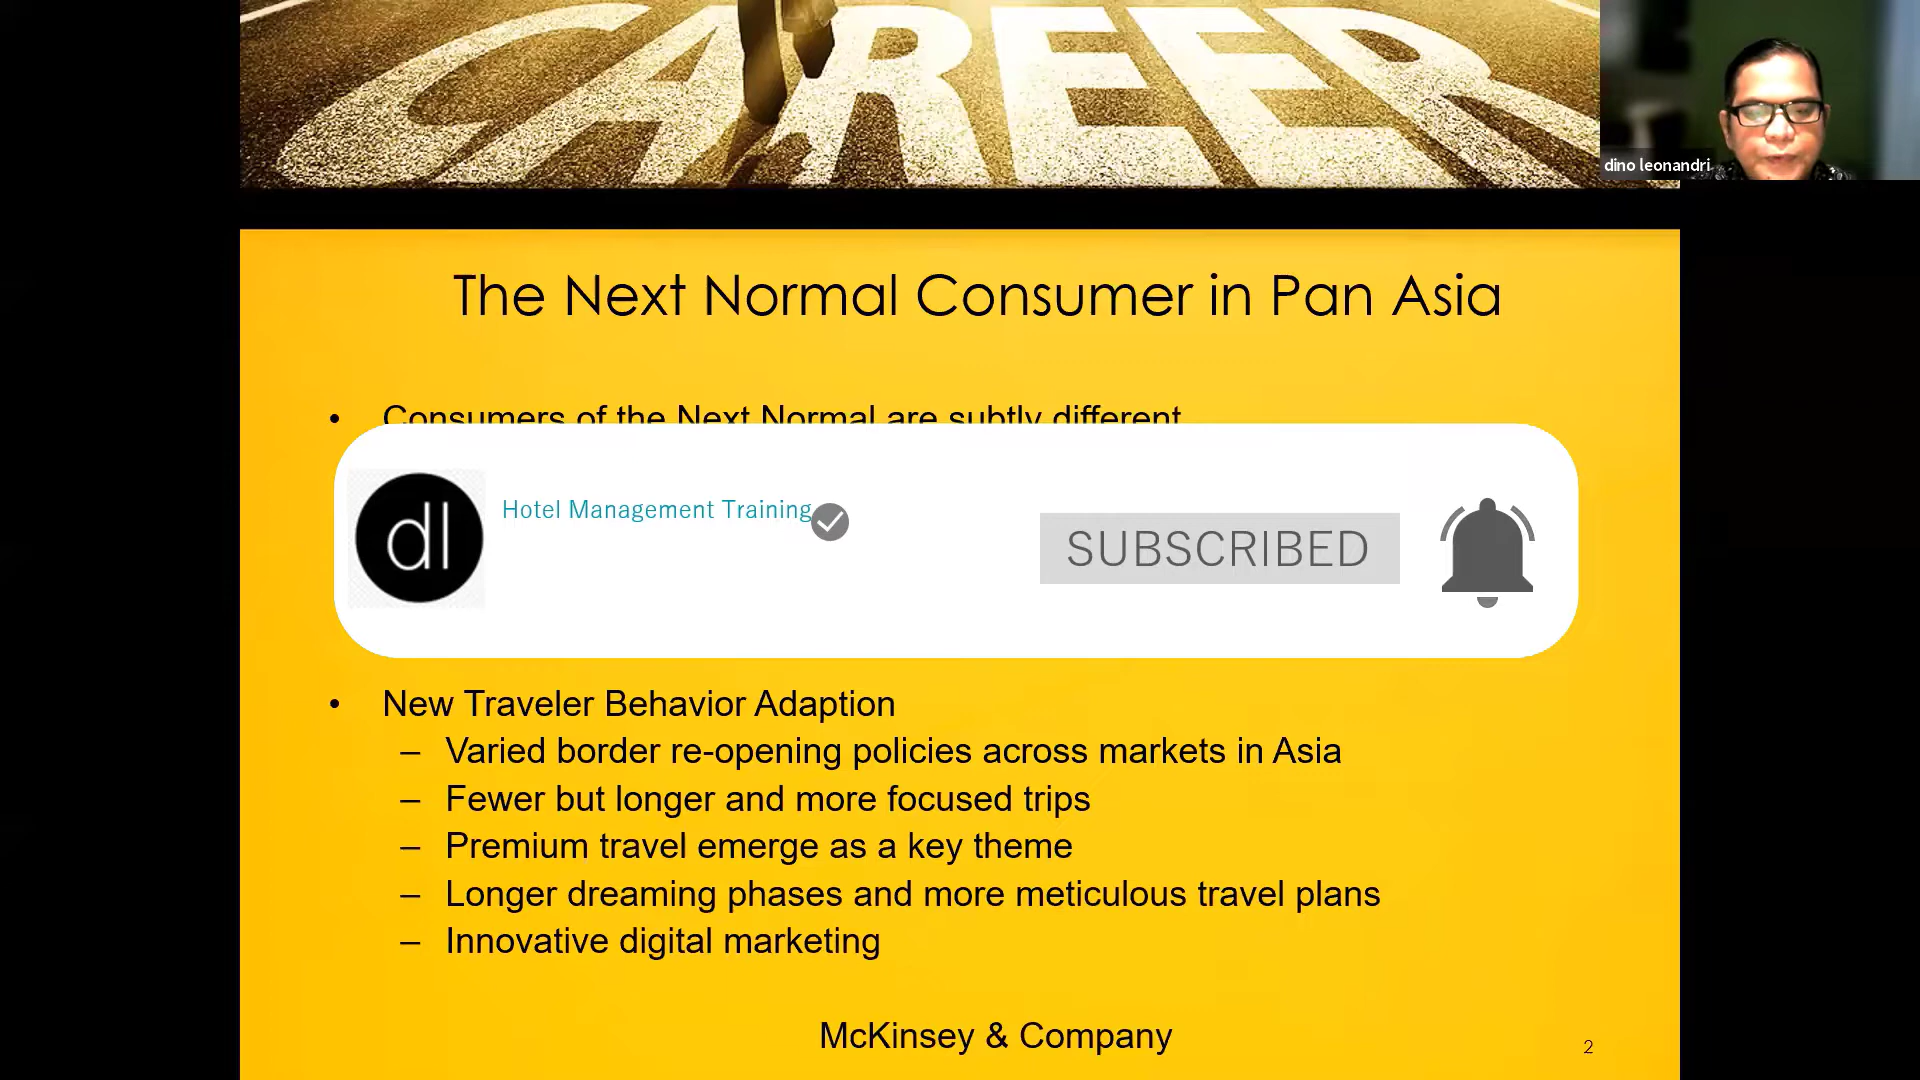 CAREER
dino leonandri
The Next Normal Consumer in Pan Asia
• Consumers of the Next Normal are subtly different
dl
Hotel Management Training
SUBSCRIBED
• New Traveler Behavior Adaption
– Varied border re-opening policies across markets in Asia
– Fewer but longer and more focused trips
– Premium travel emerge as a key theme
– Longer dreaming phases and more meticulous travel plans
– Innovative digital marketing
McKinsey & Company
2